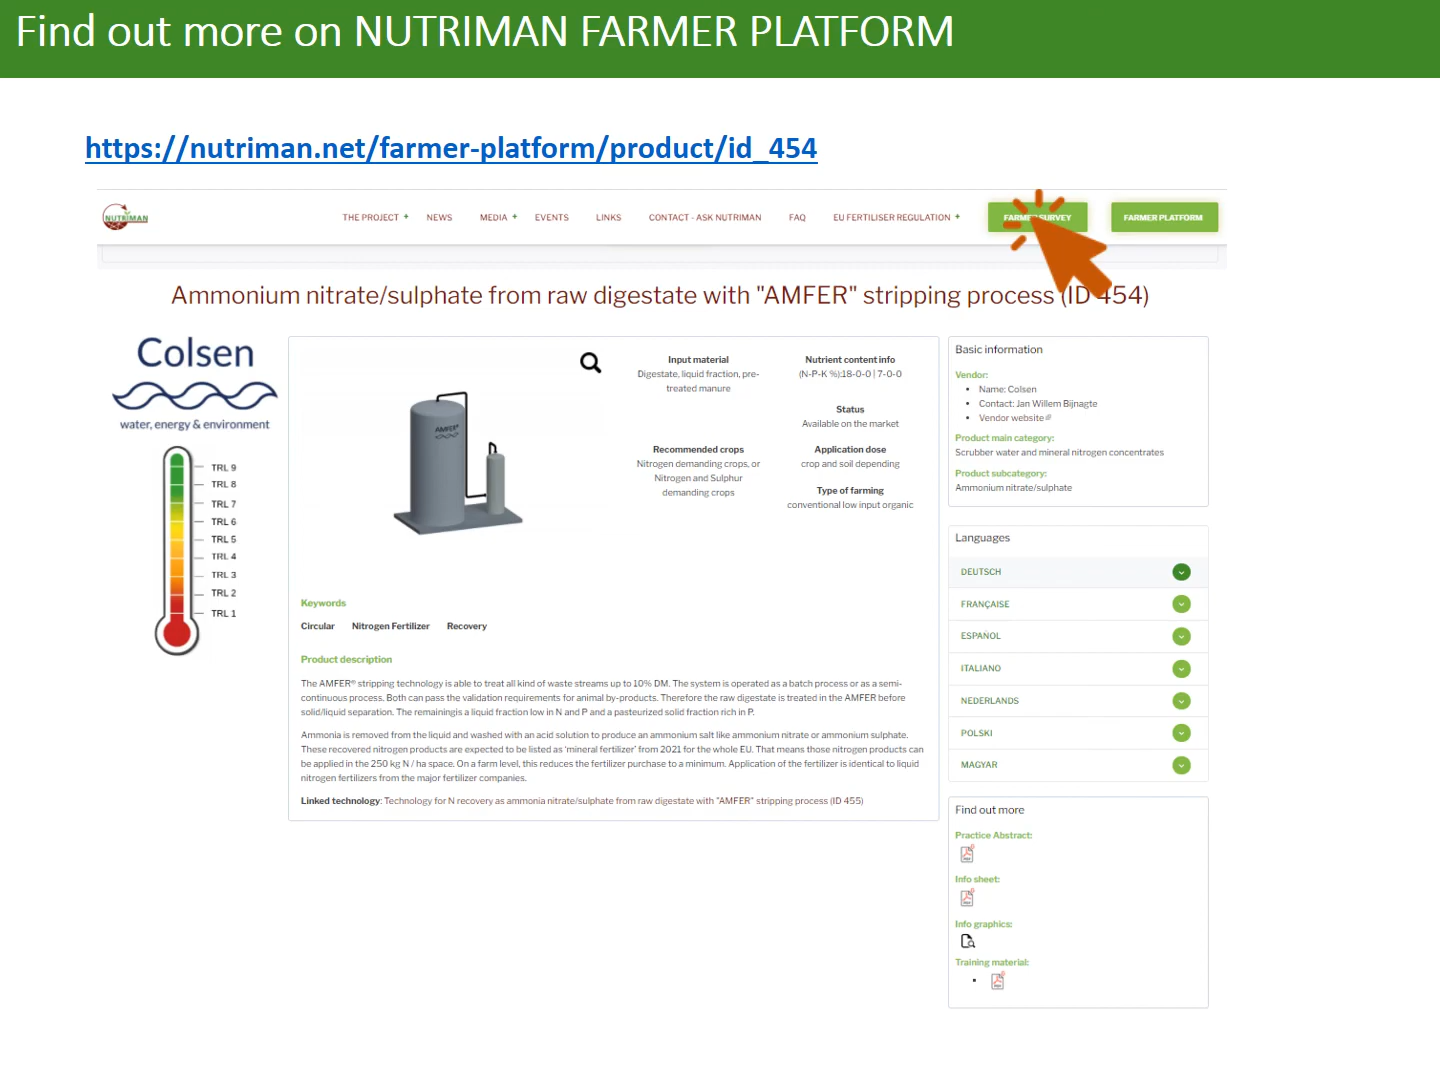 Find out more on NUTRIMAN FARMER PLATFORM
https://nutriman.net/farmer-platform/product/id_454
NUTRIMAN
THE PROJECT + NEWS MEDIA + EVENTS LINKS CONTACT - ASK NUTRIMAN FAQ EU FERTILISER REGULATION + FARMER SURVEY FARMER PLATFORM
Ammonium nitrate/sulphate from raw digestate with "AMFER" stripping process (ID 454)
Colsen
water, energy & environment
TRL 9
TRL 8
TRL 7
TRL 6
TRL 5
TRL 4
TRL 3
TRL 2
TRL 1
AMFER®
Input material
Digestate, liquid fraction, pre-
treated manure
Nutrient content info
(N-P-K %):18-0-0 | 7-0-0
Status
Available on the market
Recommended crops
Nitrogen demanding crops, or
Nitrogen and Sulphur
demanding crops
Application dose
crop and soil depending
Type of farming
conventional low input organic
Keywords
Circular Nitrogen Fertilizer Recovery
Product description
The AMFER® stripping technology is able to treat all kind of waste streams up to 10% DM. The system is operated as a batch process or as a semi-
continuous process. Both can pass the validation requirements for animal by-products. Therefore the raw digestate is treated in the AMFER before
solid/liquid separation. The remainingis a liquid fraction low in N and P and a pasteurized solid fraction rich in P.
Ammonia is removed from the liquid and washed with an acid solution to produce an ammonium salt like ammonium nitrate or ammonium sulphate.
These recovered nitrogen products are expected to be listed as ‘mineral fertilizer’ from 2021 for the whole EU. That means those nitrogen products can
be applied in the 250 kg N / ha space. On a farm level, this reduces the fertilizer purchase to a minimum. Application of the fertilizer is identical to liquid
nitrogen fertilizers from the major fertilizer companies.
Linked technology: Technology for N recovery as ammonia nitrate/sulphate from raw digestate with "AMFER" stripping process (ID 455)
Basic information
Vendor:
• Name: Colsen
• Contact: Jan Willem Bijnagte
• Vendor website
Product main category:
Scrubber water and mineral nitrogen concentrates
Product subcategory:
Ammonium nitrate/sulphate
Languages
DEUTSCH
FRANÇAISE
ESPAÑOL
ITALIANO
NEDERLANDS
POLSKI
MAGYAR
Find out more
Practice Abstract:
Info sheet:
Info graphics:
Training material: